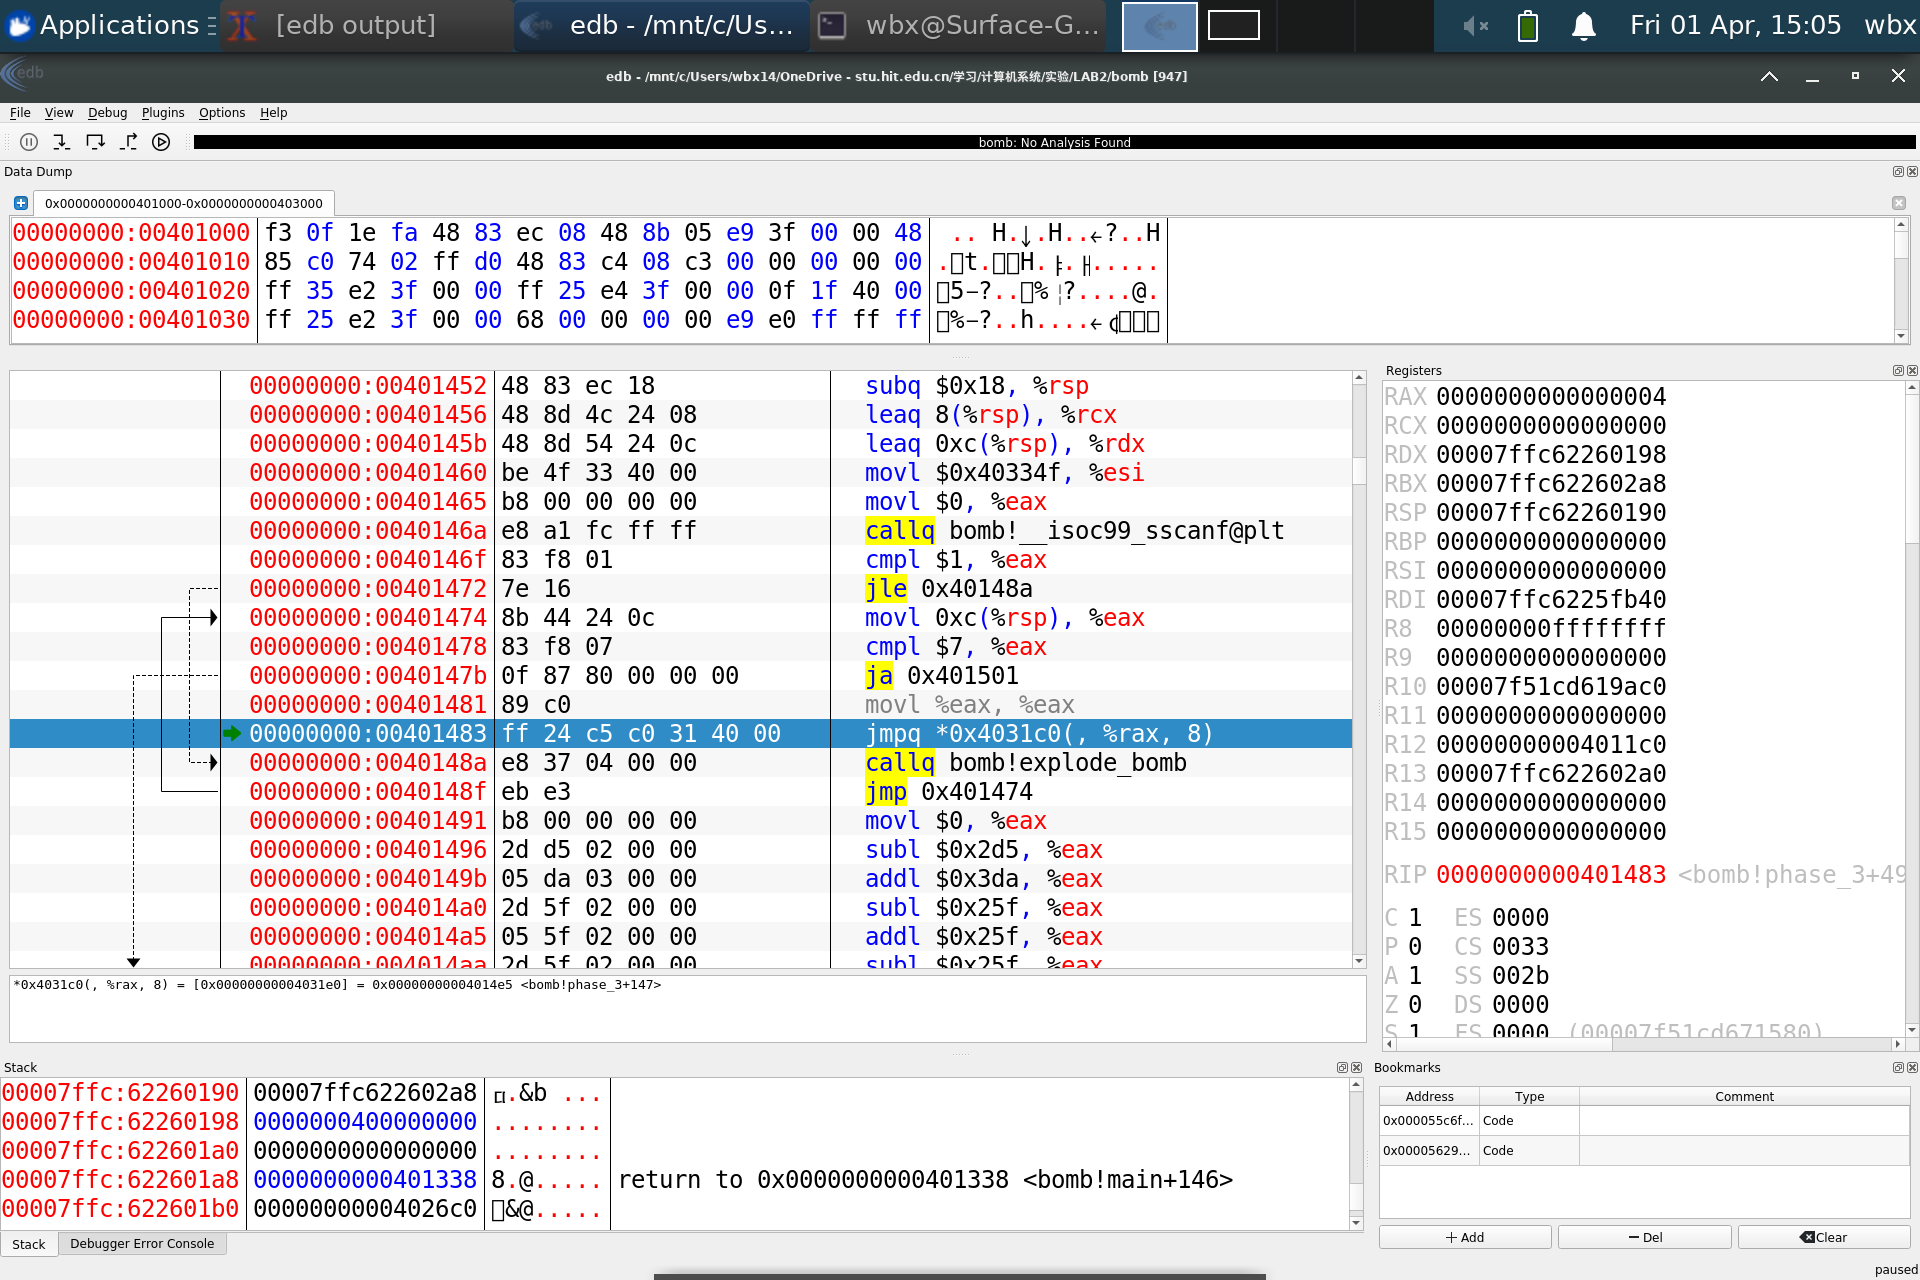 Applications
[edb output]
edb - /mnt/c/Us...
wbx@Surface-G...
Fri 01 Apr, 15:05 wbx
edb
edb - /mnt/c/Users/wbx14/OneDrive - stu.hit.edu.cn/学习/计算机系统/实验/LAB2/bomb [947]
File View Debug Plugins Options Help
bomb: No Analysis Found
Data Dump
0x0000000000401000-0x0000000000403000
00000000:00401000 f3 0f 1e fa 48 83 ec 08 48 8b 05 e9 3f 00 00 48
00000000:00401010 85 c0 74 02 ff d0 48 83 c4 08 c3 00 00 00 00 00
00000000:00401020 ff 35 e2 3f 00 00 ff 25 e4 3f 00 00 0f 1f 40 00
00000000:00401030 ff 25 e2 3f 00 00 68 00 00 00 00 e9 e0 ff ff ff
00000000:00401452 48 83 ec 18 subq $0x18, %rsp
00000000:00401456 48 8d 4c 24 08 leaq 8(%rsp), %rcx
00000000:0040145b 48 8d 54 24 0c leaq 0xc(%rsp), %rdx
00000000:00401460 be 4f 33 40 00 movl $0x40334f, %esi
00000000:00401465 b8 00 00 00 00 movl $0, %eax
00000000:0040146a e8 a1 fc ff ff callq bomb!__isoc99_sscanf@plt
00000000:0040146f 83 f8 01 cmpl $1, %eax
00000000:00401472 7e 16 jle 0x40148a
00000000:00401474 8b 44 24 0c movl 0xc(%rsp), %eax
00000000:00401478 83 f8 07 cmpl $7, %eax
00000000:0040147b 0f 87 80 00 00 00 ja 0x401501
00000000:00401481 89 c0 movl %eax, %eax
00000000:00401483 ff 24 c5 c0 31 40 00 jmpq *0x4031c0(, %rax, 8)
00000000:0040148a e8 37 04 00 00 callq bomb!explode_bomb
00000000:0040148f eb e3 jmp 0x401474
00000000:00401491 b8 00 00 00 00 movl $0, %eax
00000000:00401496 2d d5 02 00 00 subl $0x2d5, %eax
00000000:0040149b 05 da 03 00 00 addl $0x3da, %eax
00000000:004014a0 2d 5f 02 00 00 subl $0x25f, %eax
00000000:004014a5 05 5f 02 00 00 addl $0x25f, %eax
00000000:004014aa 2d 5f 02 00 00 subl $0x25f, %eax
*0x4031c0(, %rax, 8) = [0x00000000004031e0] = 0x00000000004014e5 <bomb!phase_3+147>
Registers
RAX 0000000000000004
RCX 0000000000000000
RDX 00007ffc62260198
RBX 00007ffc622602a8
RSP 00007ffc62260190
RBP 0000000000000000
RSI 0000000000000000
RDI 00007ffc6225fb40
R8 00000000ffffffff
R9 0000000000000000
R10 00007f51cd619ac0
R11 0000000000000000
R12 00000000004011c0
R13 00007ffc622602a0
R14 0000000000000000
R15 0000000000000000
RIP 0000000000401483 <bomb!phase_3+49
C 1 ES 0000
P 0 CS 0033
A 1 SS 002b
Z 0 DS 0000
S 1 FS 0000 (00007f51cd671580)
Stack
00007ffc:62260190 00007ffc622602a8
00007ffc:62260198 0000000400000000 ........
00007ffc:622601a0 0000000000000000 ........
00007ffc:622601a8 0000000000401338 8.@..... return to 0x0000000000401338 <bomb!main+146>
00007ffc:622601b0 00000000004026c0
Stack Debugger Error Console
Bookmarks
Address Type Comment
0x000055c6f... Code
0x00005629... Code
Add Del Clear
paused